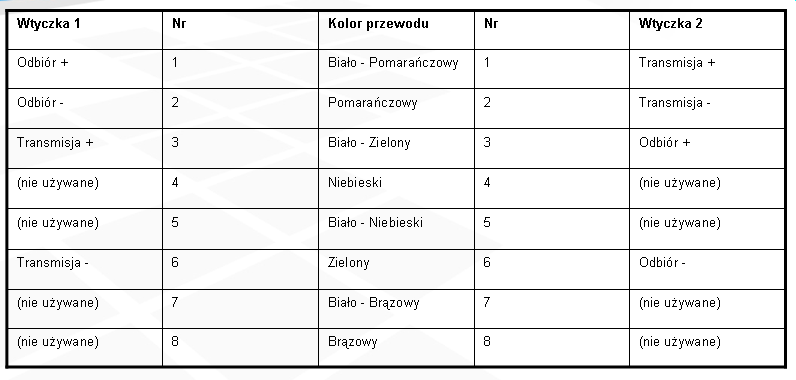 Wtyczka 1 Nr Kolor przewodu Nr Wtyczka 2
Odbiór + 1 Biało - Pomarańczowy 1 Transmisja +
Odbiór - 2 Pomarańczowy 2 Transmisja -
Transmisja + 3 Biało - Zielony 3 Odbiór +
(nie używane) 4 Niebieski 4 (nie używane)
(nie używane) 5 Biało - Niebieski 5 (nie używane)
Transmisja - 6 Zielony 6 Odbiór -
(nie używane) 7 Biało - Brązowy 7 (nie używane)
(nie używane) 8 Brązowy 8 (nie używane)